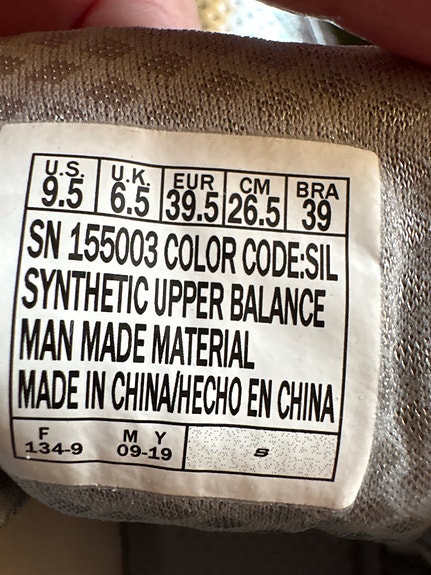 U.S. U.K. EUR CM BRA
9.5 6.5 39.5 26.5 39
SN 155003 COLOR CODE:SIL
SYNTHETIC UPPER BALANCE
MAN MADE MATERIAL
MADE IN CHINA/HECHO EN CHINA
F M Y
134-9 09-19 S